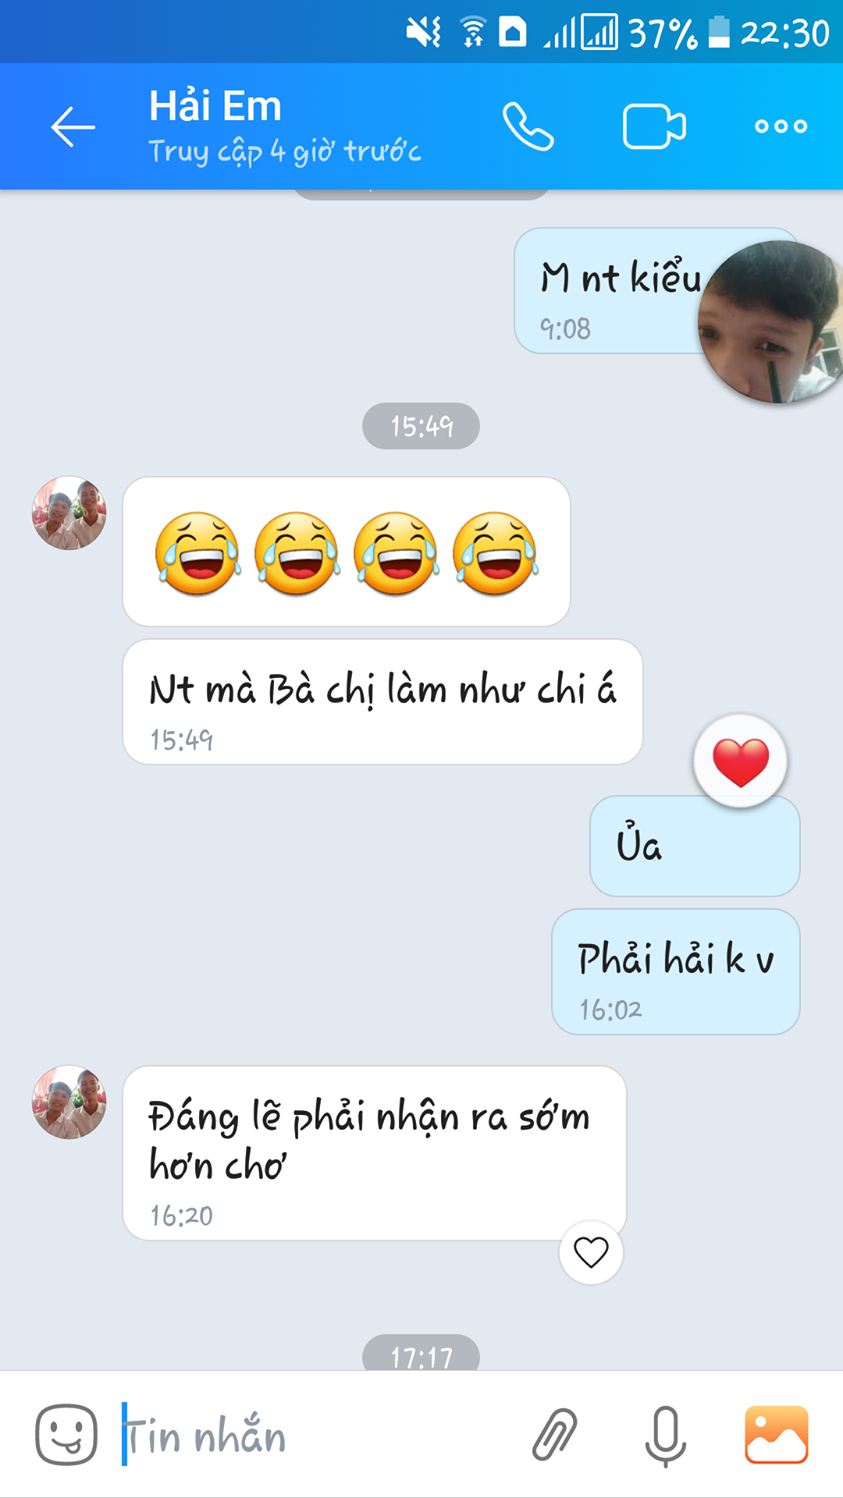 37% 22:30
Hải Em
Truy cập 4 giờ trước
M nt kiểu
9:08
15:49
Nt mà Bà chị làm như chi á
15:49
Ủa
Phải hải k v
16:02
Đáng lẽ phải nhận ra sớm
hơn chơ
16:20
17:17
Tin nhắn